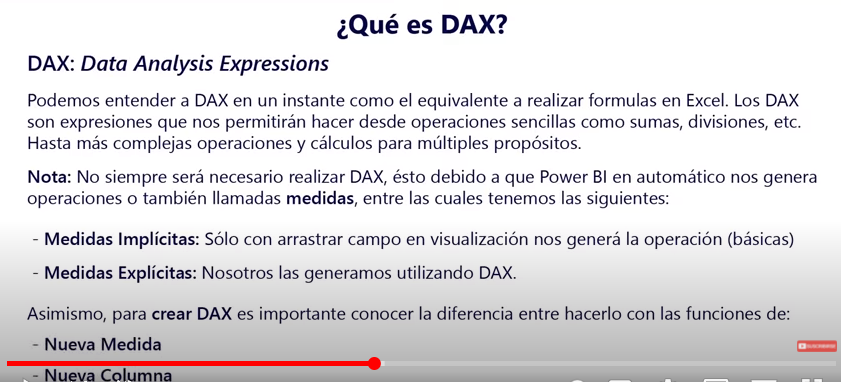 ¿Qué es DAX?
DAX: Data Analysis Expressions
Podemos entender a DAX en un instante como el equivalente a realizar formulas en Excel. Los DAX
son expresiones que nos permitirán hacer desde operaciones sencillas como sumas, divisiones, etc.
Hasta más complejas operaciones y cálculos para múltiples propósitos.
Nota: No siempre será necesario realizar DAX, ésto debido a que Power BI en automático nos genera
operaciones o también llamadas medidas, entre las cuales tenemos las siguientes:
- Medidas Implícitas: Sólo con arrastrar campo en visualización nos generá la operación (básicas)
- Medidas Explícitas: Nosotros las generamos utilizando DAX.
Asimismo, para crear DAX es importante conocer la diferencia entre hacerlo con las funciones de:
- Nueva Medida
- Nueva Columna